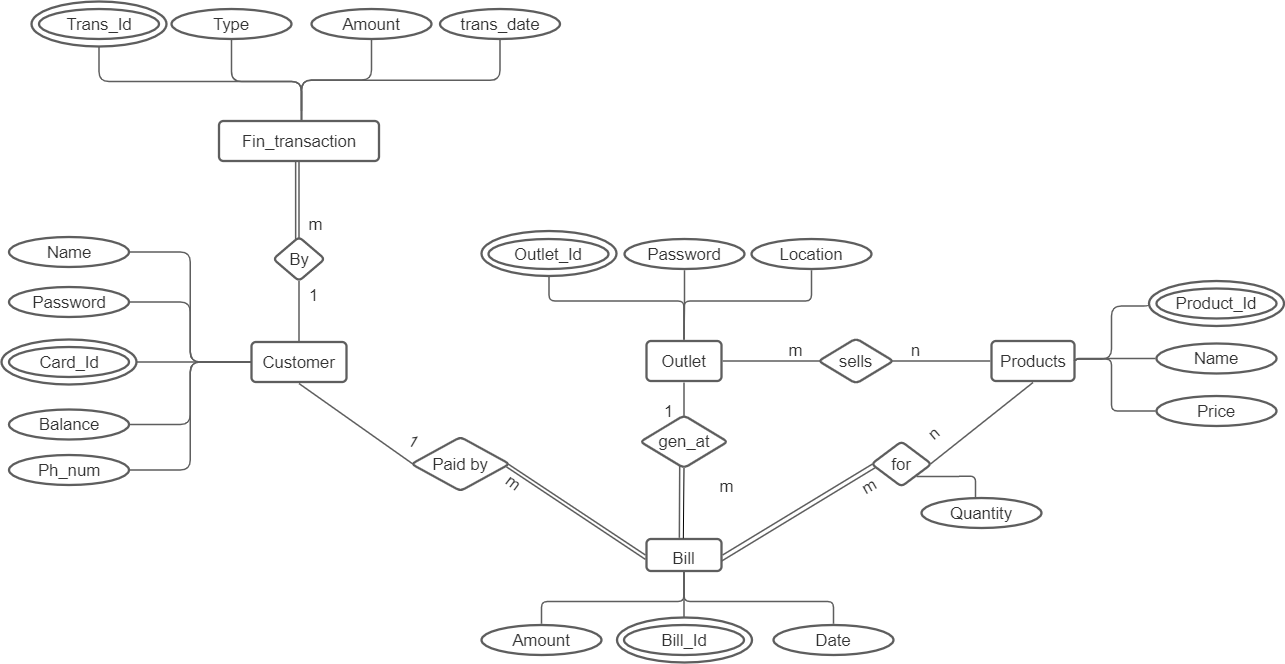 Trans_Id
Type
Amount
trans_date
Fin_transaction
m
By
1
Name
Password
Card_Id
Balance
Ph_num
Customer
Outlet_Id
Password
Location
Outlet
m
sells
n
Products
Product_Id
Name
Price
1
gen_at
m
1
Paid by
m
n
for
m
Quantity
Bill
Amount
Bill_Id
Date